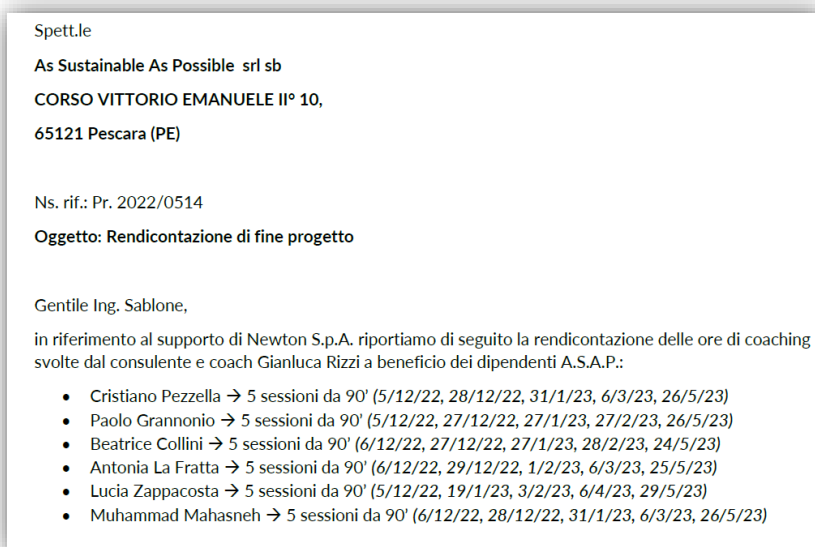 Spett.le
As Sustainable As Possible srl sb
CORSO VITTORIO EMANUELE II° 10,
65121 Pescara (PE)
Ns. rif.: Pr. 2022/0514
Oggetto: Rendicontazione di fine progetto
Gentile Ing. Sablone,
in riferimento al supporto di Newton S.p.A. riportiamo di seguito la rendicontazione delle ore di coaching
svolte dal consulente e coach Gianluca Rizzi a beneficio dei dipendenti A.S.A.P.:
• Cristiano Pezzella → 5 sessioni da 90' (5/12/22, 28/12/22, 31/1/23, 6/3/23, 26/5/23)
• Paolo Grannonio → 5 sessioni da 90' (5/12/22, 27/12/22, 27/1/23, 27/2/23, 26/5/23)
• Beatrice Collini → 5 sessioni da 90' (6/12/22, 27/12/22, 27/1/23, 28/2/23, 24/5/23)
• Antonia La Fratta → 5 sessioni da 90' (6/12/22, 29/12/22, 1/2/23, 6/3/23, 25/5/23)
• Lucia Zappacosta → 5 sessioni da 90' (5/12/22, 19/1/23, 3/2/23, 6/4/23, 29/5/23)
• Muhammad Mahasneh → 5 sessioni da 90' (6/12/22, 28/12/22, 31/1/23, 6/3/23, 26/5/23)